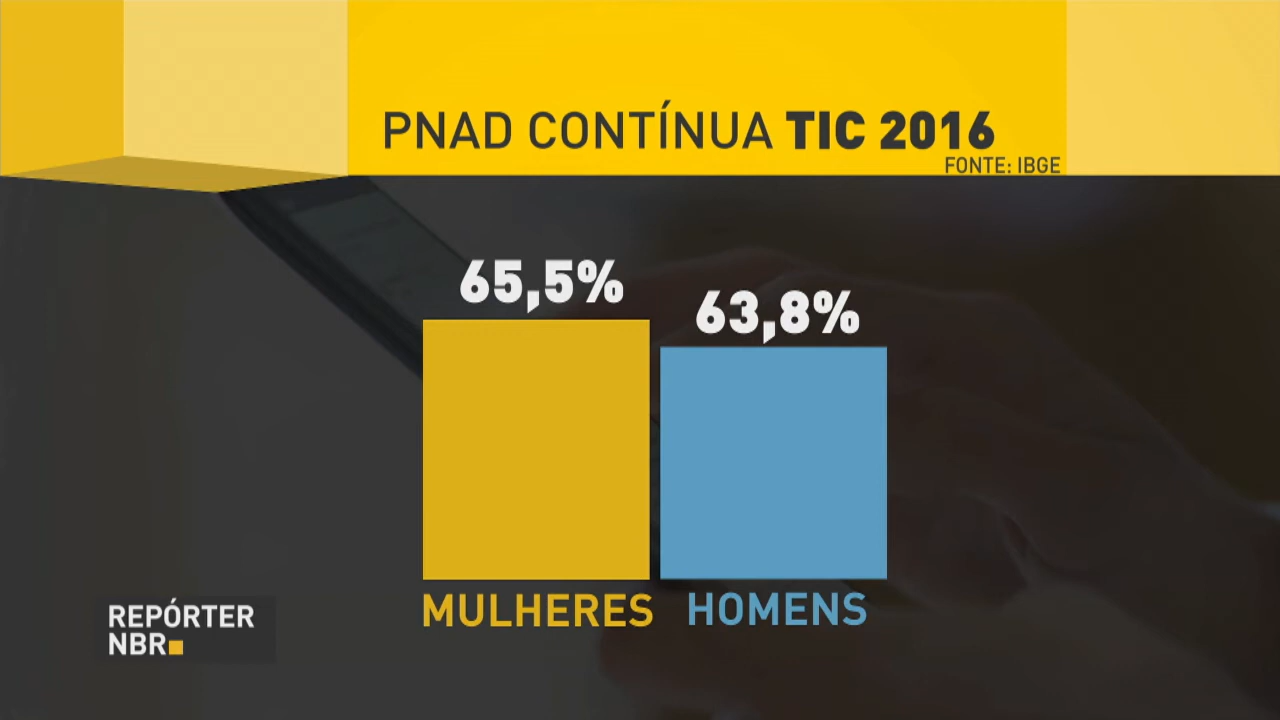 PNAD CONTÍNUA TIC 2016
FONTE: IBGE
65,5%
63,8%
MULHERES
HOMENS
REPÓRTER
NBR